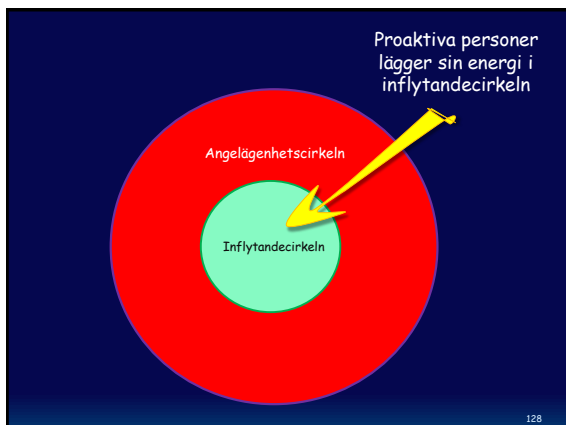 Proaktiva personer
lägger sin energi i
inflytandecirkeln
Angelägenhetscirkeln
Inflytandecirkeln
128